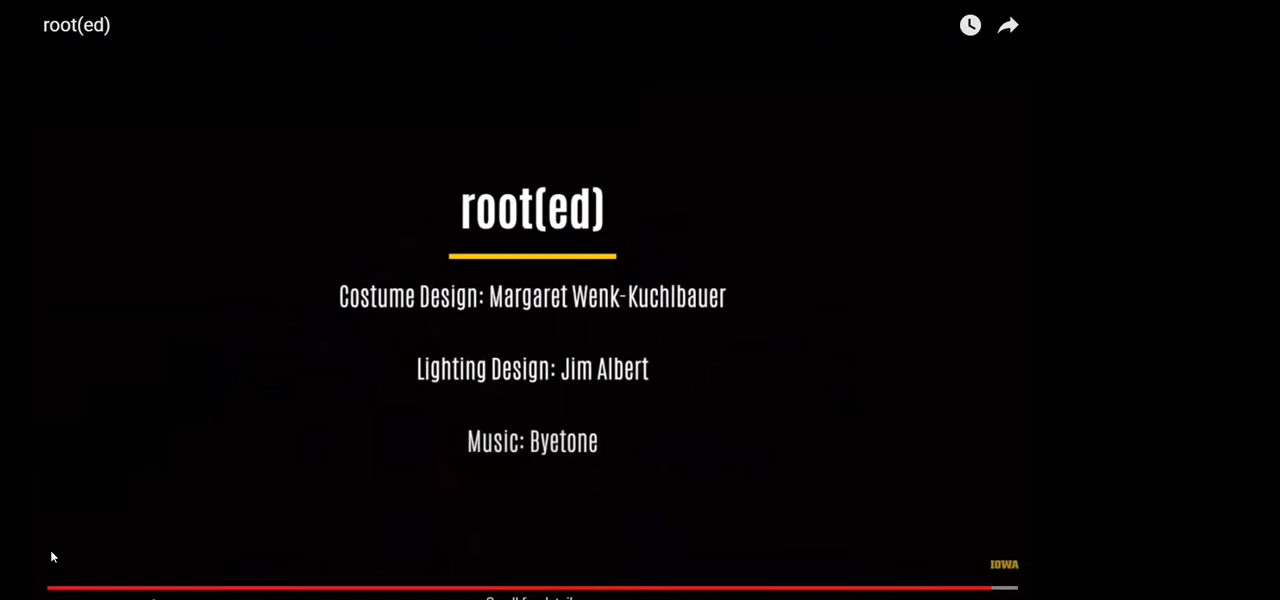 root(ed)
root(ed)
Costume Design: Margaret Wenk-Kuchlbauer
Lighting Design: Jim Albert
Music: Byetone
IOWA